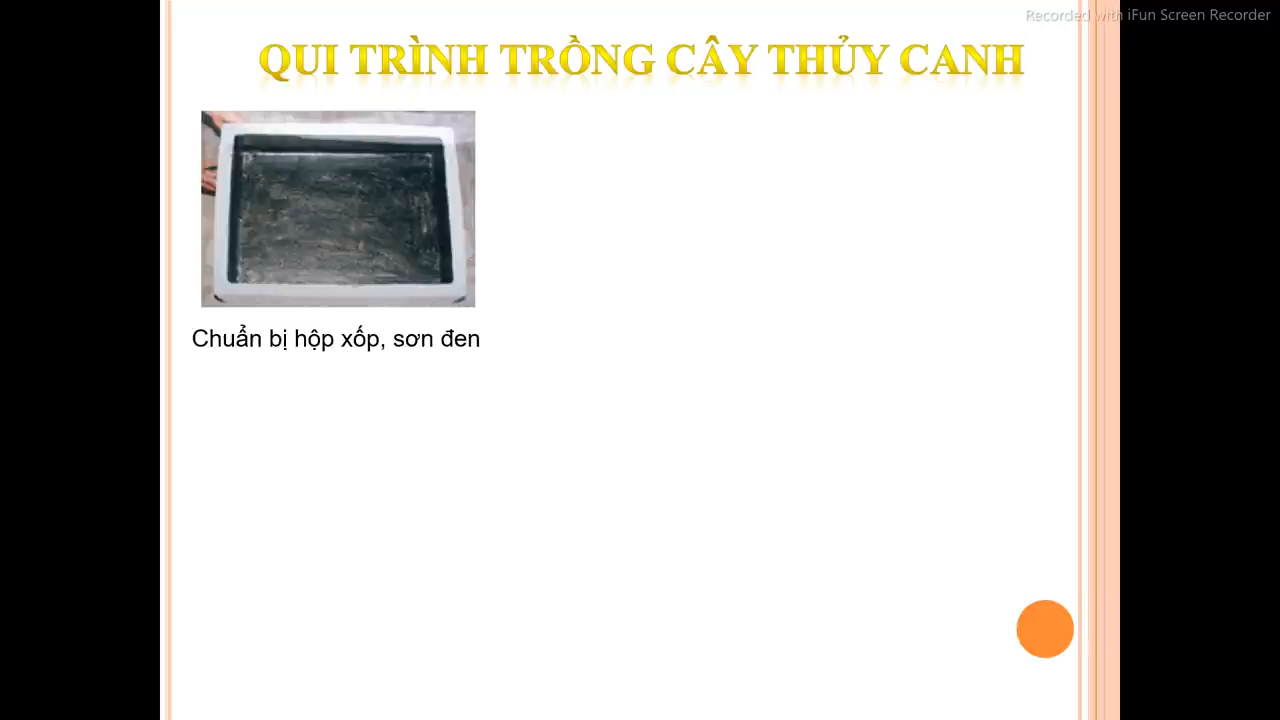 Recorded with iFun Screen Recorder
QUI TRÌNH TRỒNG CÂY THỦY CANH
Chuẩn bị hộp xốp, sơn đen